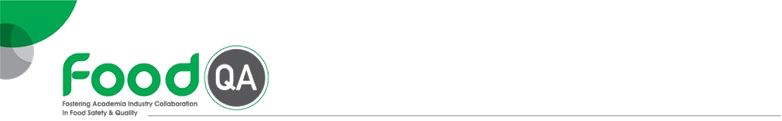 Food QA
Fostering Academia Industry Collaboration
In Food Safety & Quality